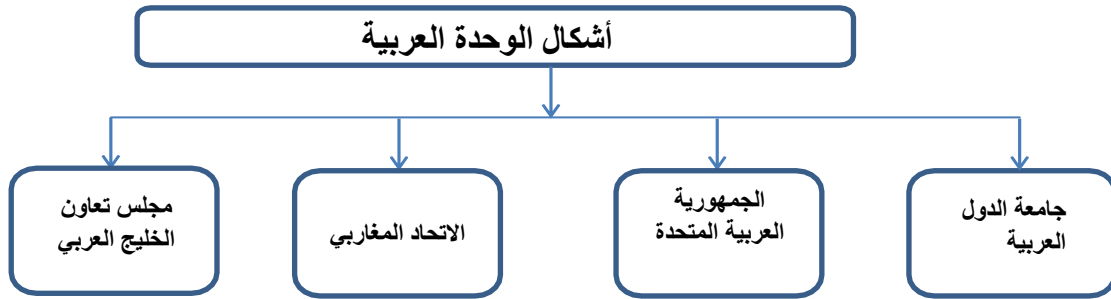 أشكال الوحدة العربية
جامعة الدول
العربية
الجمهورية
العربية المتحدة
الاتحاد المغاربي
مجلس تعاون
الخليج العربي